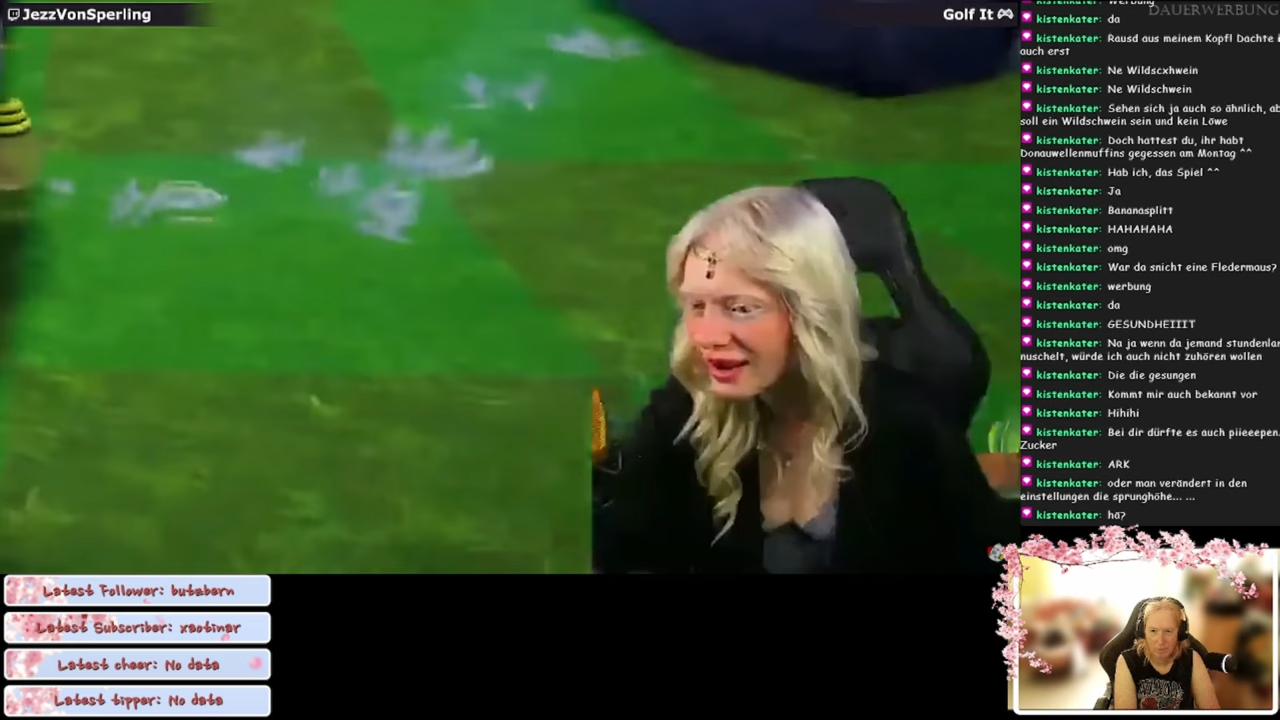 JezzVonSperling
Golf It
DAUERWERBUNG
Werbung
kistenkater: da
kistenkater: Rausd aus meinem Kopf! Dachte
auch erst
kistenkater: Ne Wildscxhwein
kistenkater: Ne Wildschwein
kistenkater: Sehen sich ja auch so ähnlich,
soll ein Wildschwein sein und kein Löwe
kistenkater: Doch hattest du, ihr habt
Donauwellenmuffins gegessen am Montag ^^
kistenkater: Hab ich, das Spiel ^^
kistenkater: Ja
kistenkater: Bananasplitt
kistenkater: HAHAHAHA
kistenkater: omg
kistenkater: War da snicht eine Fledermaus?
kistenkater: werbung
kistenkater: da
kistenkater: GESUNDHEIIIT
kistenkater: Na ja wenn da jemand
nuschelt, würde ich auch nicht zuhören wollen
kistenkater: Die die gesungen
kistenkater: Kommt mir auch bekannt vor
kistenkater: Hihihi
kistenkater: Bei dir dürfte es auch piieeepen.
Zucker
kistenkater: ARK
kistenkater: oder man verändert in den
einstellungen die sprunghöhe... ...
kistenkater: hä?
Latest Follower: butzbern
Latest Subscriber: xaotinar
Latest cheer: No data
Latest tipper: No data